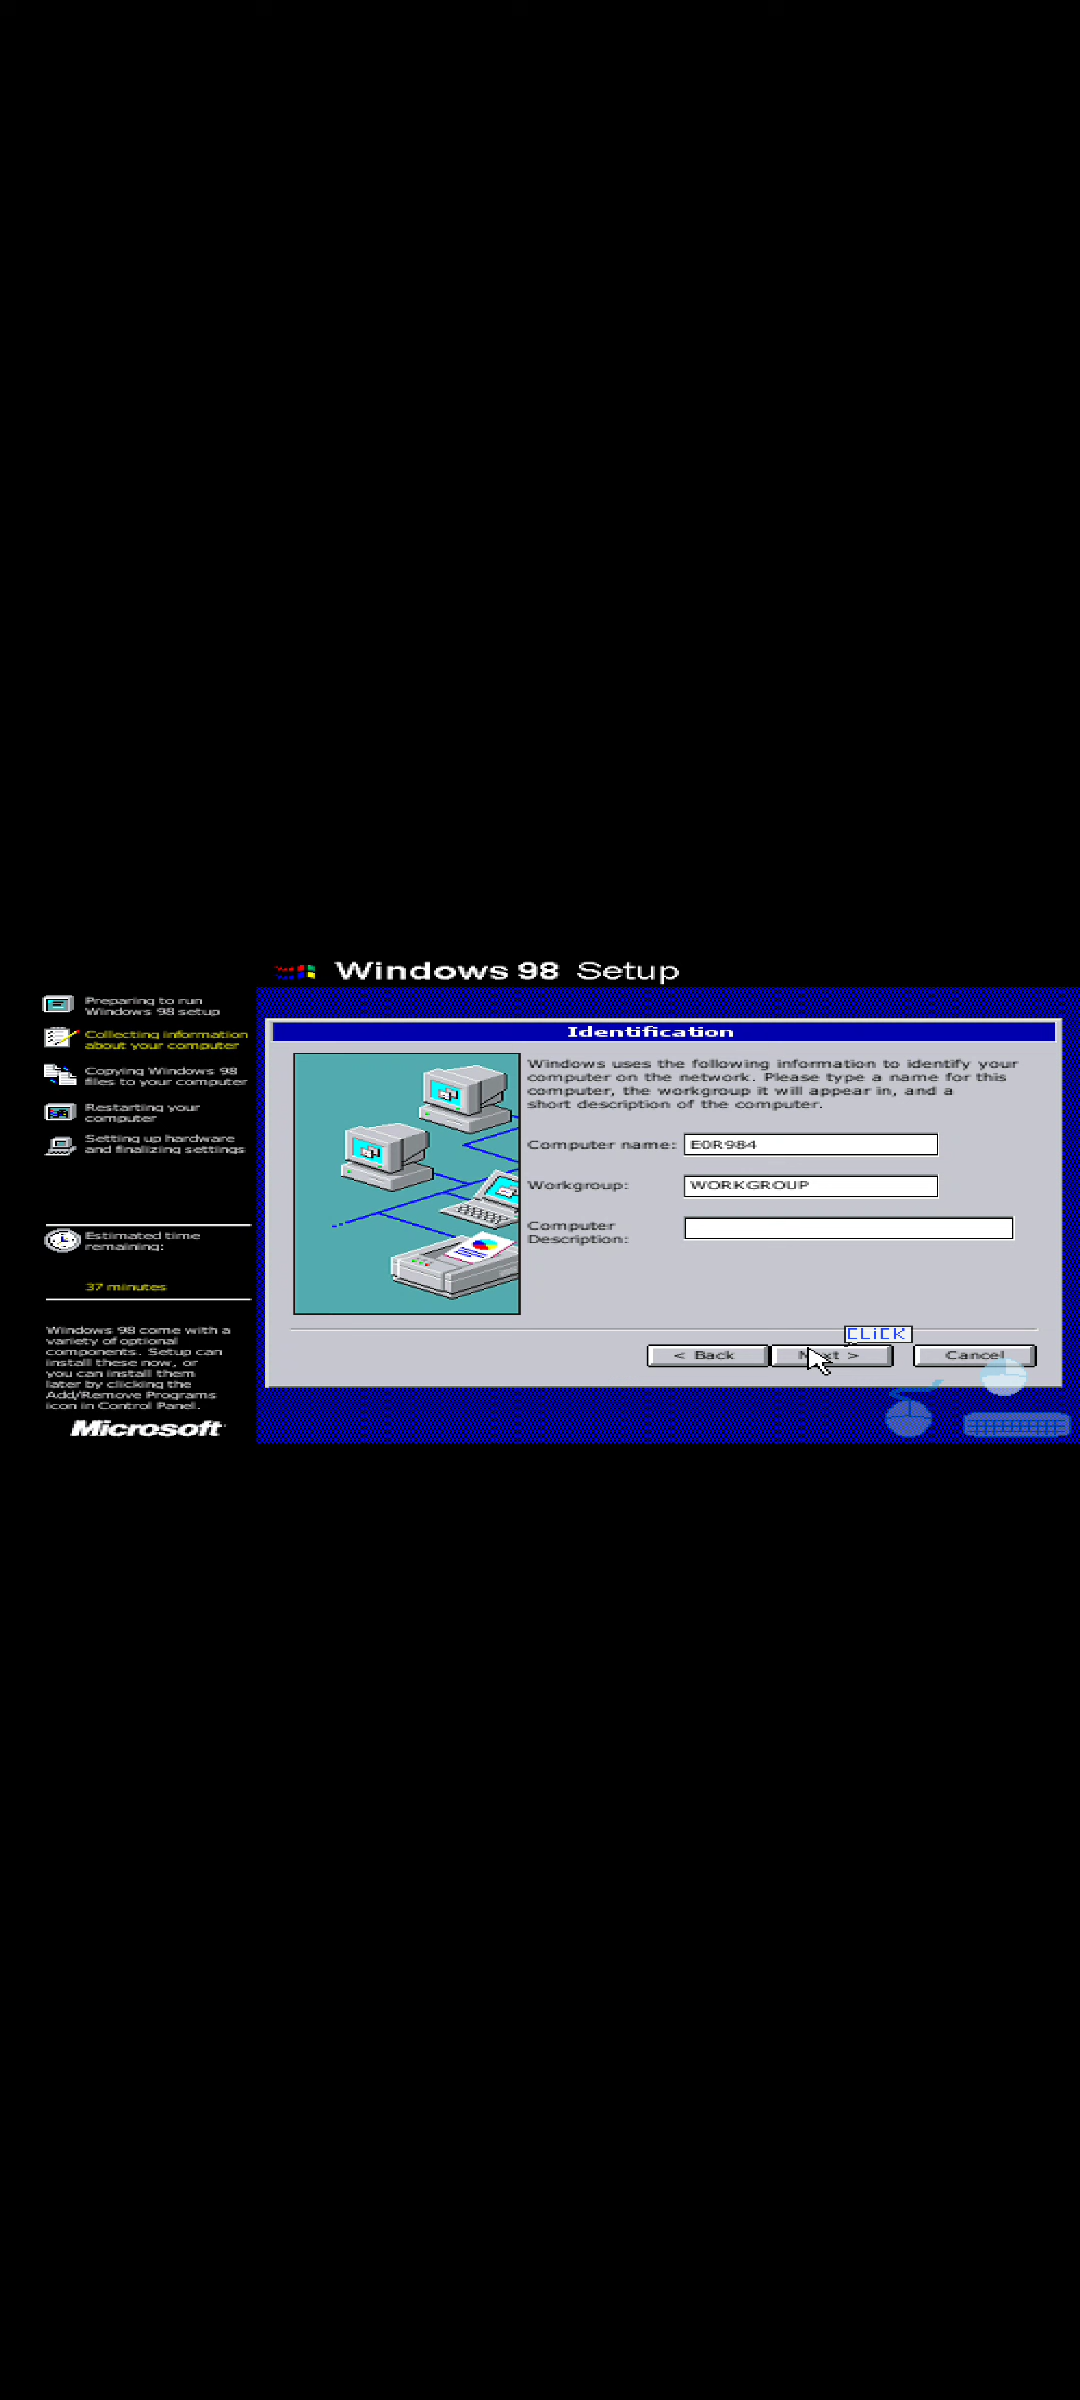 Windows 98 Setup
Preparing to run
Windows 98 setup
Collecting information
about your computer
Copying Windows 98
files to your computer
Restarting your
computer
Setting up hardware
and finalizing settings
Estimated time
remaining:
37 minutes
Windows 98 come with a
variety of optional
components. Setup can
install these now, or
you can install them
later by clicking the
Add/Remove Programs
icon in Control Panel.
Microsoft
Identification
Windows uses the following information to identify your
computer on the network. Please type a name for this
computer, the workgroup it will appear in, and a
short description of the computer.
Computer name: E0R984
Workgroup: WORKGROUP
Computer
Description:
CLiCK
< Back Next > Cancel